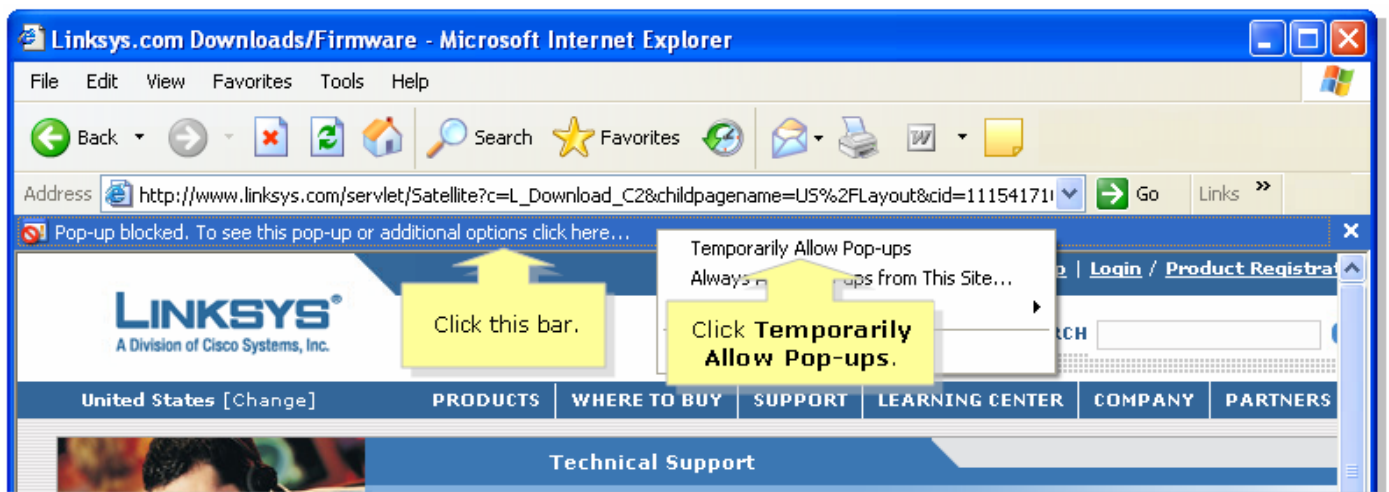 Linksys.com Downloads/Firmware - Microsoft Internet Explorer
File Edit View Favorites Tools Help
Back Search Favorites
Address http://www.linksys.com/servlet/Satellite?c=L_Download_C2&childpagename=US%2FLayout&cid=11154171 Go Links »
Pop-up blocked. To see this pop-up or additional options click here...
Temporarily Allow Pop-ups
Always ups from This Site...
| Login / Product Registrat
LINKSYS®
A Division of Cisco Systems, Inc.
Click this bar.
Click Temporarily
Allow Pop-ups.
RCH
United States [Change] PRODUCTS WHERE TO BUY SUPPORT LEARNING CENTER COMPANY PARTNERS
Technical Support